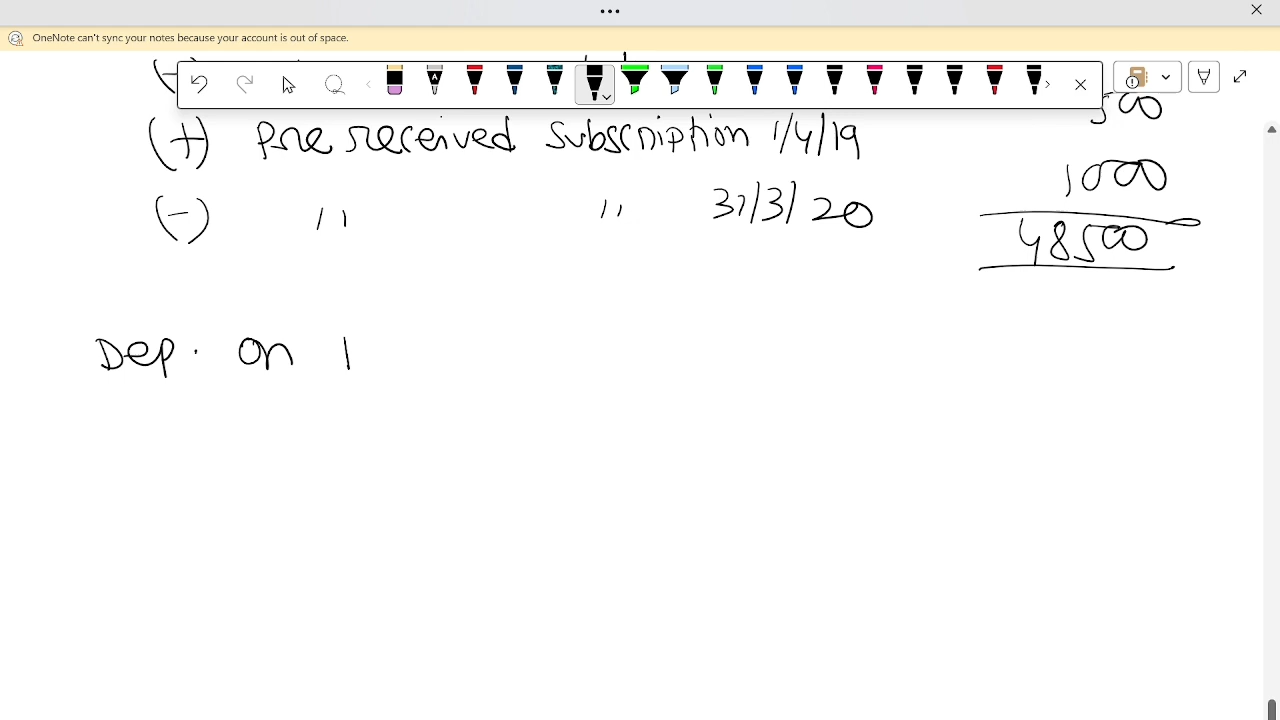 OneNote can't sync your notes because your account is out of space.
(+) Pre received subscription 1/4/19
1000
(-) " " 31/3/20
48500
Dep. on